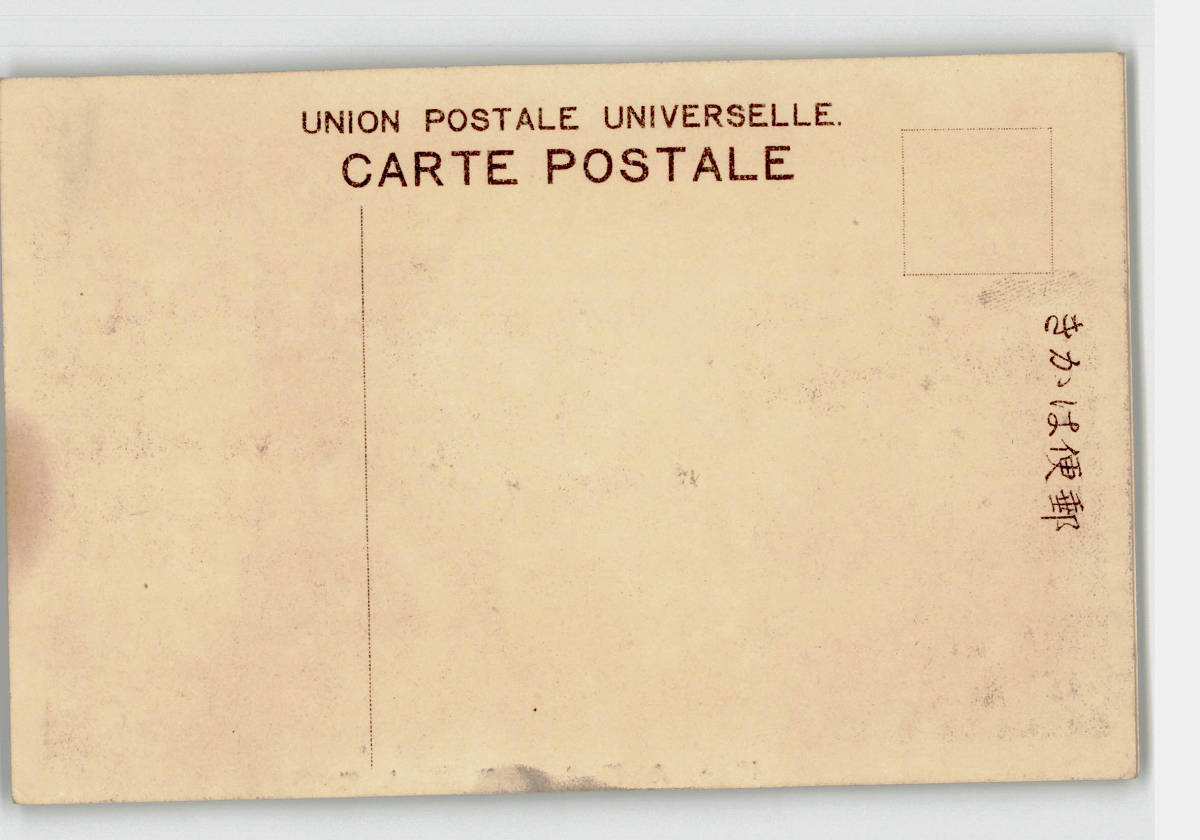 UNION POSTALE UNIVERSELLE.
CARTE POSTALE
郵便はかき